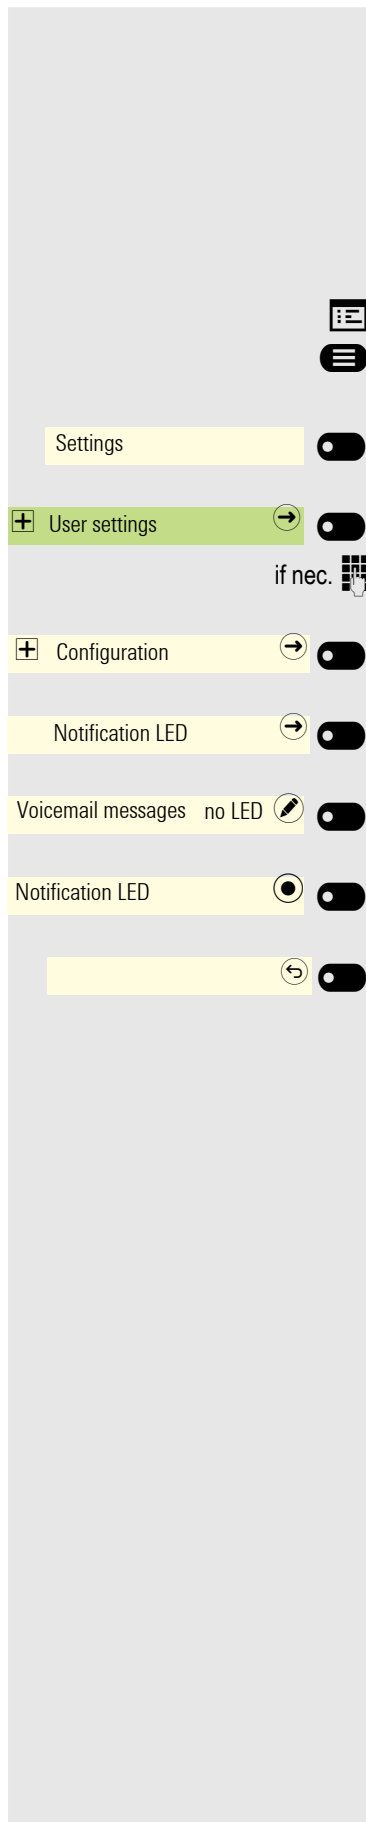 Settings
User settings
if nec.
Configuration
Notification LED
Voicemail messages no LED
Notification LED